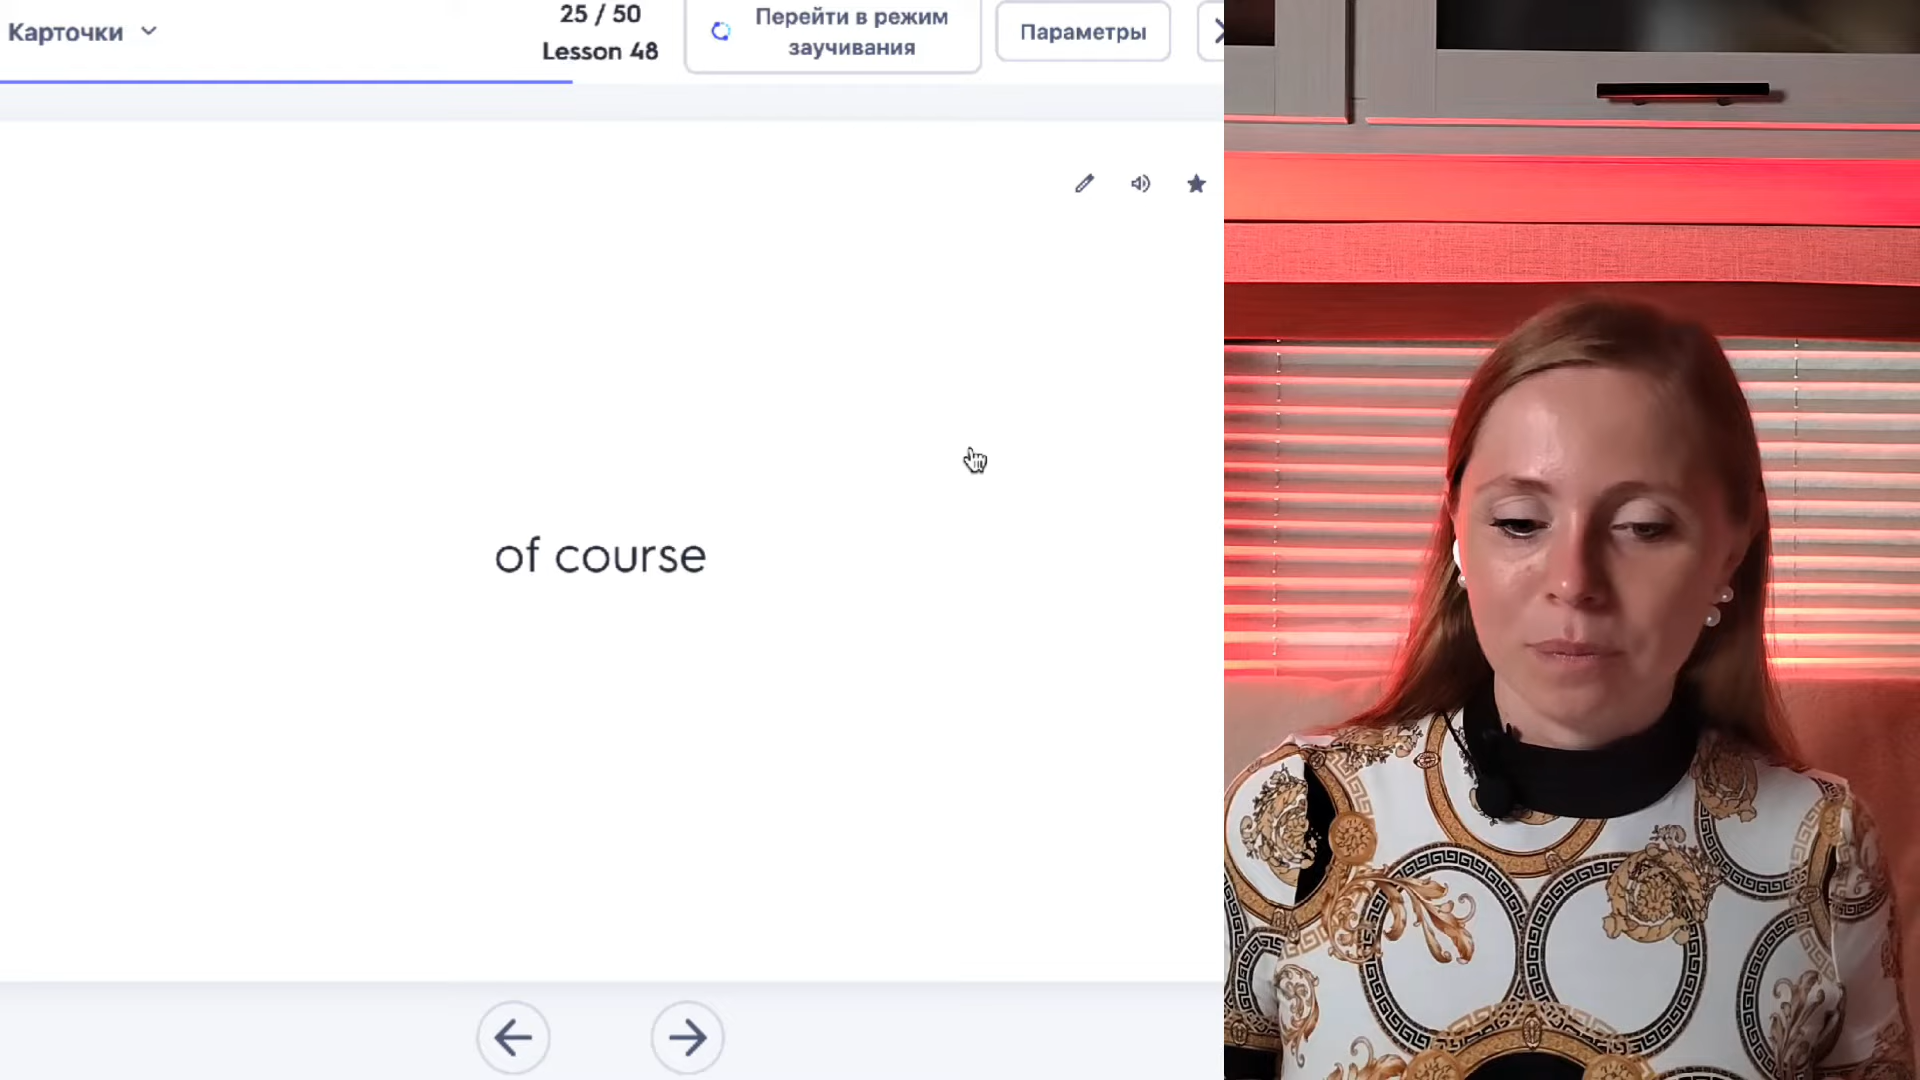 Карточки
25 / 50
Lesson 48
Перейти в режим
заучивания
Параметры
of course